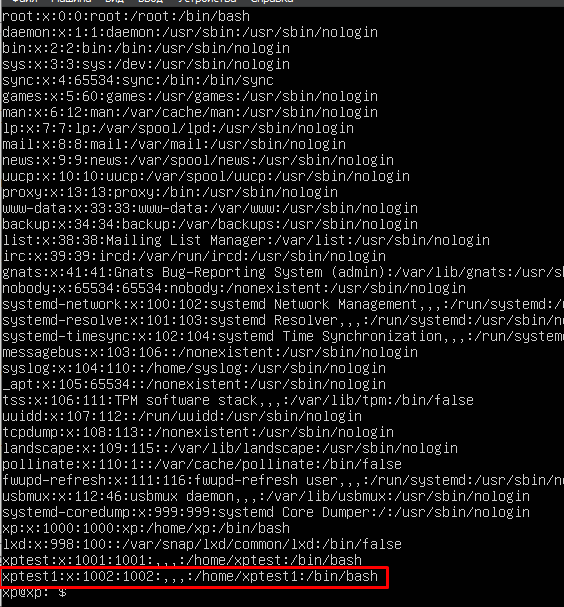 Файл Машина Вид Ввод Устройства Справка
root:x:0:0:root:/root:/bin/bash
daemon:x:1:1:daemon:/usr/sbin:/usr/sbin/nologin
bin:x:2:2:bin:/bin:/usr/sbin/nologin
sys:x:3:3:sys:/dev:/usr/sbin/nologin
sync:x:4:65534:sync:/bin:/bin/sync
games:x:5:60:games:/usr/games:/usr/sbin/nologin
man:x:6:12:man:/var/cache/man:/usr/sbin/nologin
lp:x:7:7:lp:/var/spool/lpd:/usr/sbin/nologin
mail:x:8:8:mail:/var/mail:/usr/sbin/nologin
news:x:9:9:news:/var/spool/news:/usr/sbin/nologin
uucp:x:10:10:uucp:/var/spool/uucp:/usr/sbin/nologin
proxy:x:13:13:proxy:/bin:/usr/sbin/nologin
www-data:x:33:33:www-data:/var/www:/usr/sbin/nologin
backup:x:34:34:backup:/var/backups:/usr/sbin/nologin
list:x:38:38:Mailing List Manager:/var/list:/usr/sbin/nologin
irc:x:39:39:ircd:/var/run/ircd:/usr/sbin/nologin
gnats:x:41:41:Gnats Bug-Reporting System (admin):/var/lib/gnats:/usr/s
nobody:x:65534:65534:nobody:/nonexistent:/usr/sbin/nologin
systemd-network:x:100:102:systemd Network Management,,,:/run/systemd:/
systemd-resolve:x:101:103:systemd Resolver,,,:/run/systemd:/usr/sbin/n
systemd-timesync:x:102:104:systemd Time Synchronization,,,:/run/system
messagebus:x:103:106::/nonexistent:/usr/sbin/nologin
syslog:x:104:110::/home/syslog:/usr/sbin/nologin
_apt:x:105:65534::/nonexistent:/usr/sbin/nologin
tss:x:106:111:TPM software stack,,,:/var/lib/tpm:/bin/false
uuidd:x:107:112::/run/uuidd:/usr/sbin/nologin
tcpdump:x:108:113::/nonexistent:/usr/sbin/nologin
landscape:x:109:115::/var/lib/landscape:/usr/sbin/nologin
pollinate:x:110:1::/var/cache/pollinate:/bin/false
fwupd-refresh:x:111:116:fwupd-refresh user,,,:/run/systemd:/usr/sbin/no
usbmux:x:112:46:usbmux daemon,,,:/var/lib/usbmux:/usr/sbin/nologin
systemd-coredump:x:999:999:systemd Core Dumper:/:/usr/sbin/nologin
xp:x:1000:1000:xp:/home/xp:/bin/bash
lxd:x:998:100::/var/snap/lxd/common/lxd:/bin/false
xptest:x:1001:1001:,,,:/home/xptest:/bin/bash
xptest1:x:1002:1002:,,,:/home/xptest1:/bin/bash
xp@xp: $